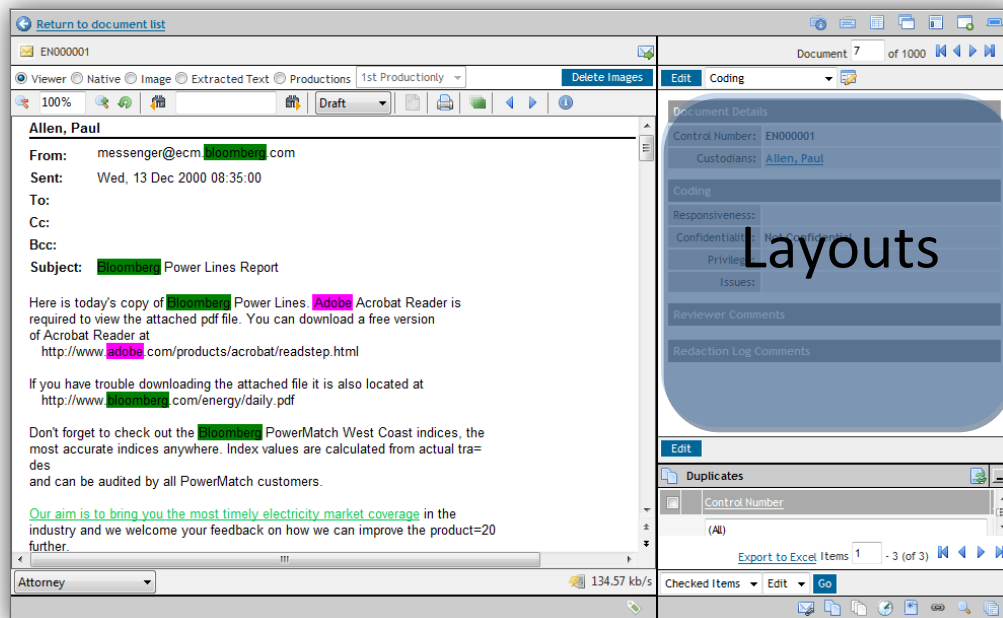 Return to document list
EN000001
Document 7 of 1000
Viewer Native Image Extracted Text Productions 1st Productionly Delete Images
Edit Coding
100% Draft
Allen, Paul
From: messenger@ecm.bloomberg.com
Sent: Wed, 13 Dec 2000 08:35:00
To:
Cc:
Bcc:
Subject: Bloomberg Power Lines Report
Here is today's copy of Bloomberg Power Lines. Adobe Acrobat Reader is
required to view the attached pdf file. You can download a free version
of Acrobat Reader at
http://www.adobe.com/products/acrobat/readstep.html
If you have trouble downloading the attached file it is also located at
http://www.bloomberg.com/energy/daily.pdf
Don't forget to check out the Bloomberg PowerMatch West Coast indices, the
most accurate indices anywhere. Index values are calculated from actual tra=
des
and can be audited by all PowerMatch customers.
Our aim is to bring you the most timely electricity market coverage in the
industry and we welcome your feedback on how we can improve the product=20
further.
Attorney 134.57 kb/s
Document Details
Control Number: EN000001
Custodians: Allen, Paul
Coding
Responsiveness:
Confidentiality: Not Confidential
Privilege:
Issues:
Layouts
Reviewer Comments
Redaction Log Comments
Edit
Duplicates
Control Number
(All)
Export to Excel Items 1 - 3 (of 3)
Checked Items Edit Go